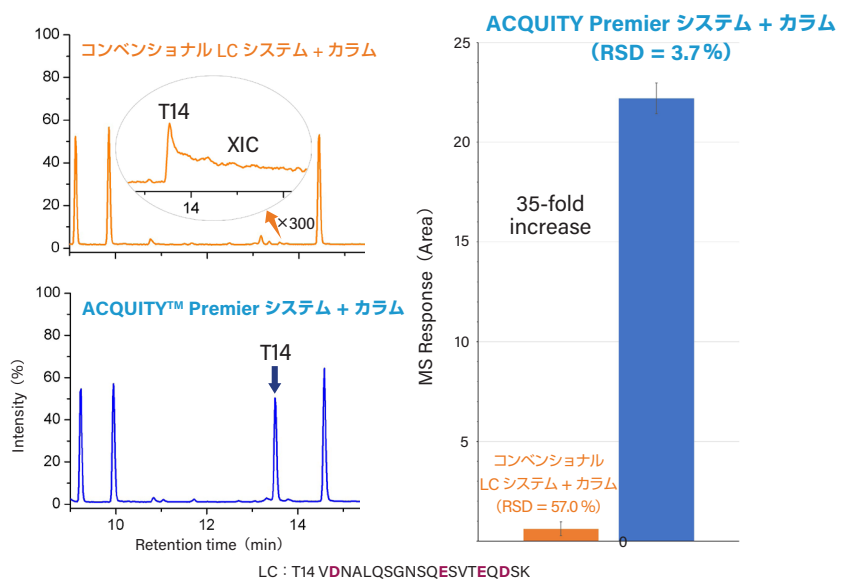 コンベンショナル LC システム + カラム
100
80
60
40
20
0
T14
XIC
14
×300
ACQUITY™ Premier システム + カラム
100
80
60
40
20
0
T14
Intensity (%)
10
12
14
Retention time (min)
ACQUITY Premier システム + カラム
(RSD = 3.7%)
25
20
15
10
5
0
MS Response (Area)
35-fold
increase
コンベンショナル
LC システム + カラム
(RSD = 57.0 %)
LC : T14 VDNALQSGNSQESVTEQDSK